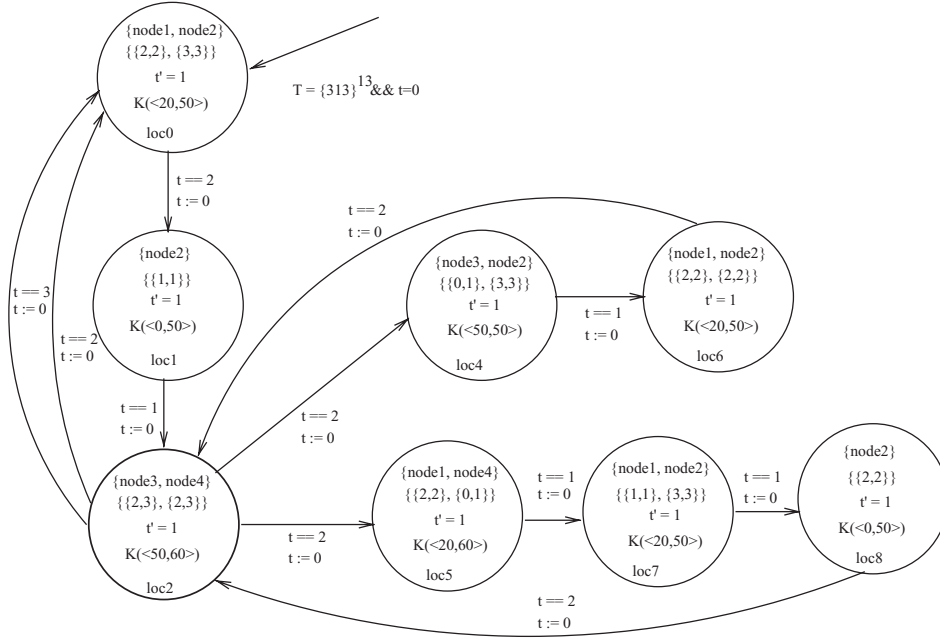 {node1, node2}
{{2,2}, {3,3}}
t' = 1
K(<20,50>)
loc0
T = {313}^13 && t=0
t == 2
t := 0
{node2}
{{1,1}}
t' = 1
K(<0,50>)
loc1
t == 3
t := 0
t == 2
t := 0
t == 1
t := 0
t == 2
t := 0
{node3, node2}
{{0,1}, {3,3}}
t' = 1
K(<50,50>)
loc4
t == 1
t := 0
{node1, node2}
{{2,2}, {2,2}}
t' = 1
K(<20,50>)
loc6
t == 2
t := 0
{node3, node4}
{{2,3}, {2,3}}
t' = 1
K(<50,60>)
loc2
t == 2
t := 0
{node1, node4}
{{2,2}, {0,1}}
t' = 1
K(<20,60>)
loc5
t == 1
t := 0
{node1, node2}
{{1,1}, {3,3}}
t' = 1
K(<20,50>)
loc7
t == 1
t := 0
{node2}
{{2,2}}
t' = 1
K(<0,50>)
loc8
t == 2
t := 0